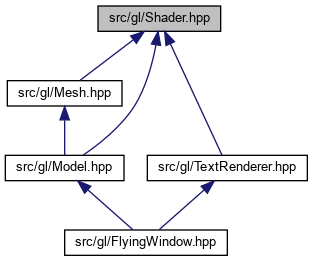 src/gl/Shader.hpp
src/gl/Mesh.hpp
src/gl/Model.hpp
src/gl/TextRenderer.hpp
src/gl/FlyingWindow.hpp